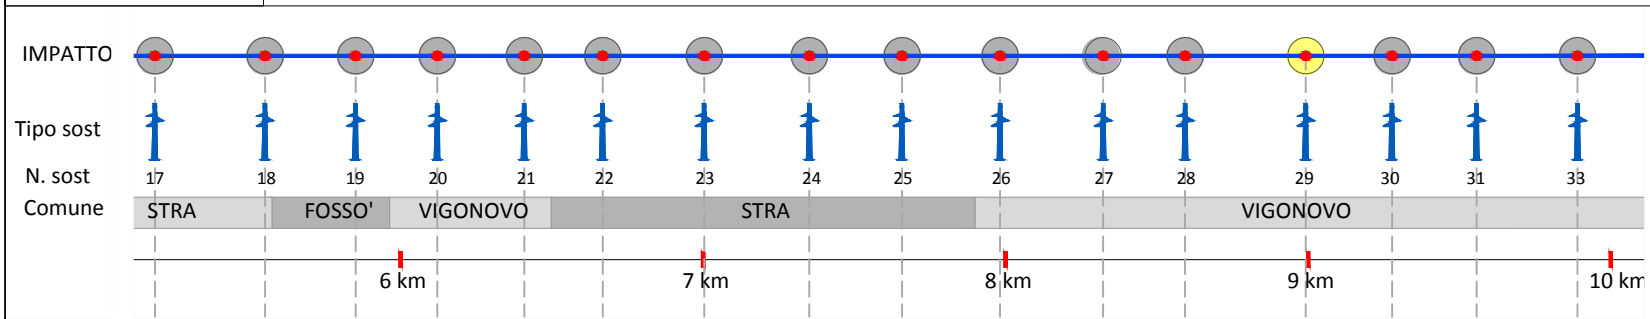 IMPATTO
Tipo sost
N. sost 17 18 19 20 21 22 23 24 25 26 27 28 29 30 31 33
Comune STRA FOSSO' VIGONOVO STRA VIGONOVO
6 km 7 km 8 km 9 km 10 km